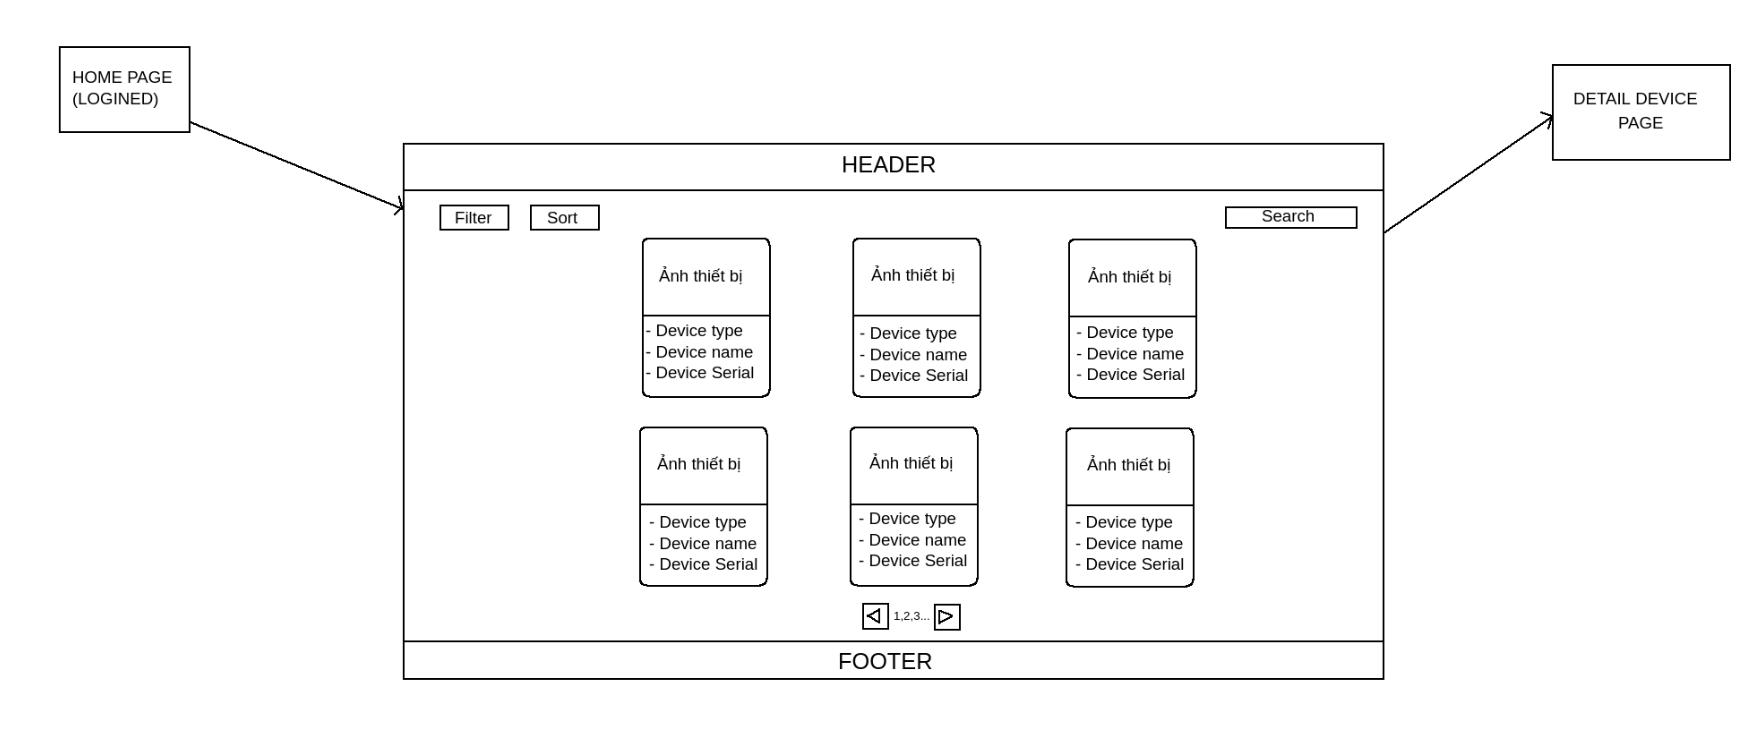 HOME PAGE
(LOGINED)
DETAIL DEVICE
PAGE
HEADER
Filter
Sort
Search
Ảnh thiết bị
- Device type
- Device name
- Device Serial
Ảnh thiết bị
- Device type
- Device name
- Device Serial
Ảnh thiết bị
- Device type
- Device name
- Device Serial
Ảnh thiết bị
- Device type
- Device name
- Device Serial
Ảnh thiết bị
- Device type
- Device name
- Device Serial
Ảnh thiết bị
- Device type
- Device name
- Device Serial
1,2,3...
FOOTER